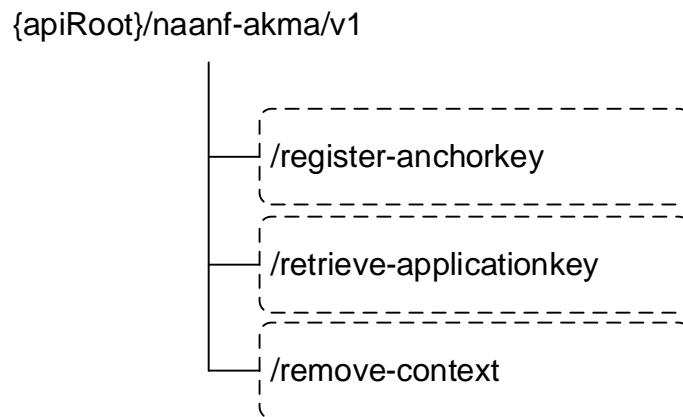 {apiRoot}/naanf-akma/v1
/register-anchorkey
/retrieve-applicationkey
/remove-context